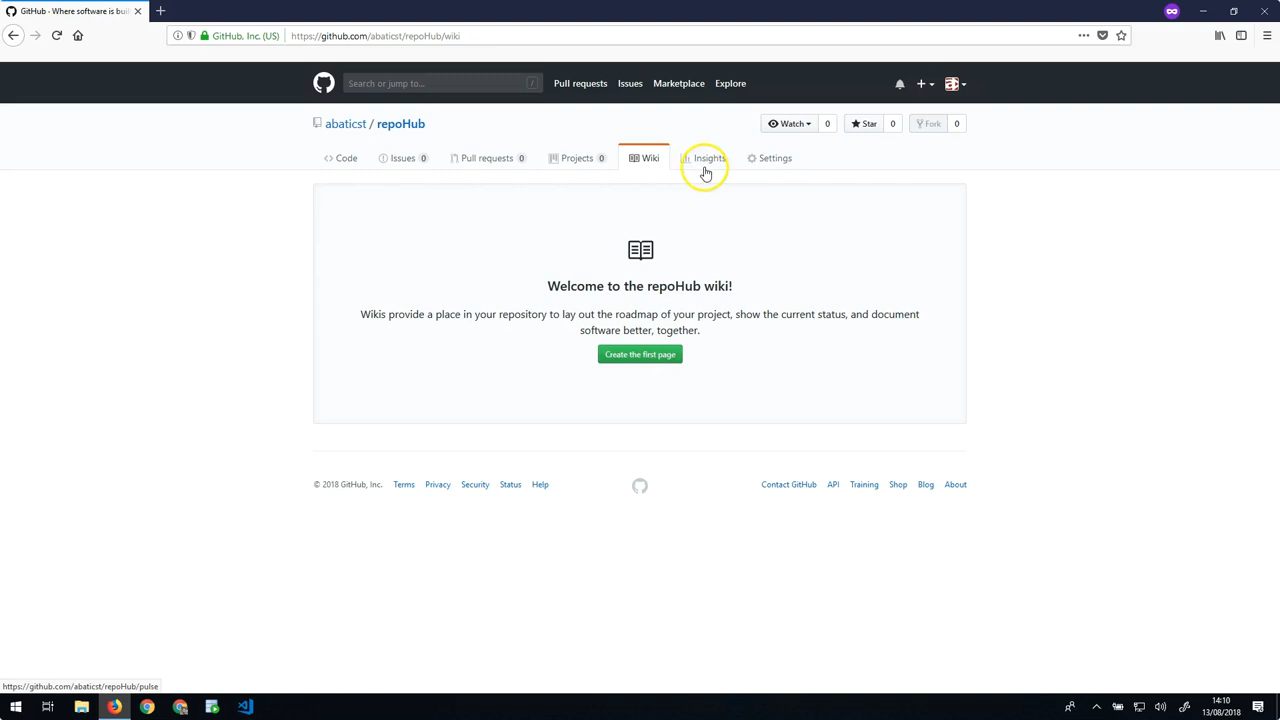 GitHub - Where software is buil
GitHub, Inc. (US) https://github.com/abaticst/repoHub/wiki
Search or jump to... /
Pull requests Issues Marketplace Explore
abaticst / repoHub
Watch 0 Star 0 Fork 0
Code Issues 0 Pull requests 0 Projects 0 Wiki Insights Settings
Welcome to the repoHub wiki!
Wikis provide a place in your repository to lay out the roadmap of your project, show the current status, and document
software better, together.
Create the first page
© 2018 GitHub, Inc. Terms Privacy Security Status Help
Contact GitHub API Training Shop Blog About
https://github.com/abaticst/repoHub/pulse
14:10
13/08/2018